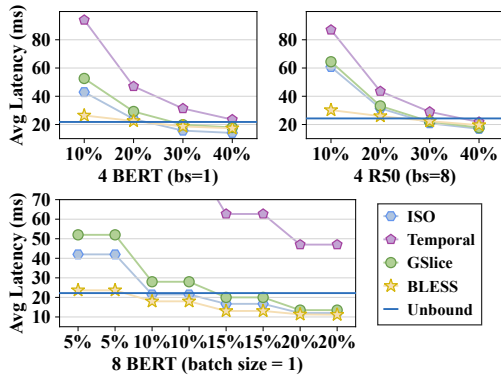 Avg Latency (ms)
80
60
40
20
10% 20% 30% 40%
4 BERT (bs=1)
80
60
40
20
10% 20% 30% 40%
4 R50 (bs=8)
Avg Latency (ms)
70
60
50
40
30
20
10
5% 5% 10% 10% 15% 15% 20% 20%
8 BERT (batch size = 1)
ISO
Temporal
GSlice
BLESS
Unbound